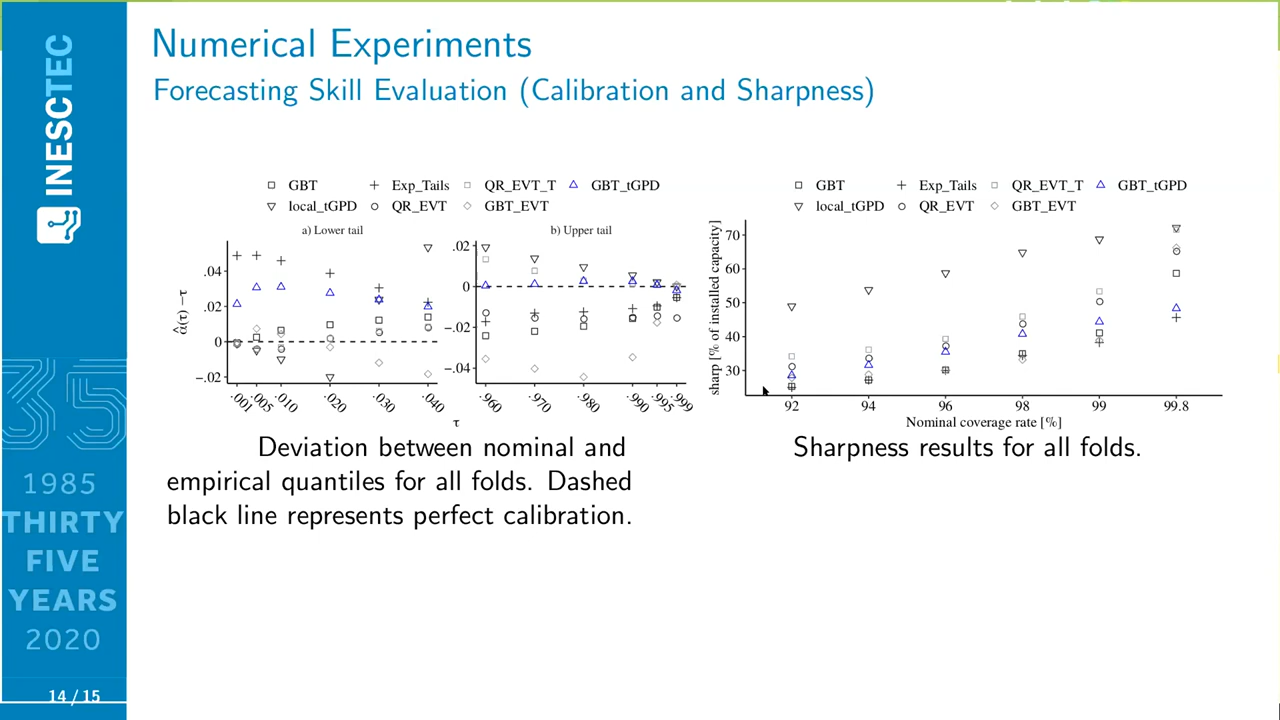 INESCTEC
35
1985
THIRTY
FIVE
YEARS
2020
14 / 15
Numerical Experiments
Forecasting Skill Evaluation (Calibration and Sharpness)
GBT Exp_Tails QR_EVT_T GBT_tGPD
local_tGPD QR_EVT GBT_EVT
a) Lower tail
α̂(τ) −τ
.04
.02
0
−.02
.001 .005 .010 .020 .030 .040
b) Upper tail
.02
0
−.02
−.04
.960 .970 .980 .990 .995 .999
τ
Deviation between nominal and
empirical quantiles for all folds. Dashed
black line represents perfect calibration.
GBT Exp_Tails QR_EVT_T GBT_tGPD
local_tGPD QR_EVT GBT_EVT
sharp [% of installed capacity]
70
60
50
40
30
92 94 96 98 99 99.8
Nominal coverage rate [%]
Sharpness results for all folds.